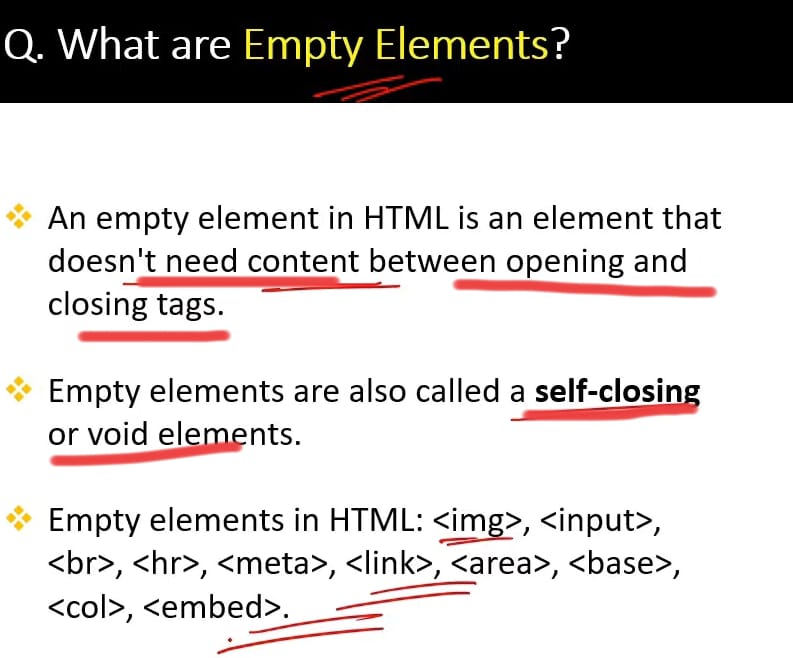 Q. What are Empty Elements?
An empty element in HTML is an element that
doesn't need content between opening and
closing tags.
Empty elements are also called a self-closing
or void elements.
Empty elements in HTML: <img>, <input>,
<br>, <hr>, <meta>, <link>, <area>, <base>,
<col>, <embed>.